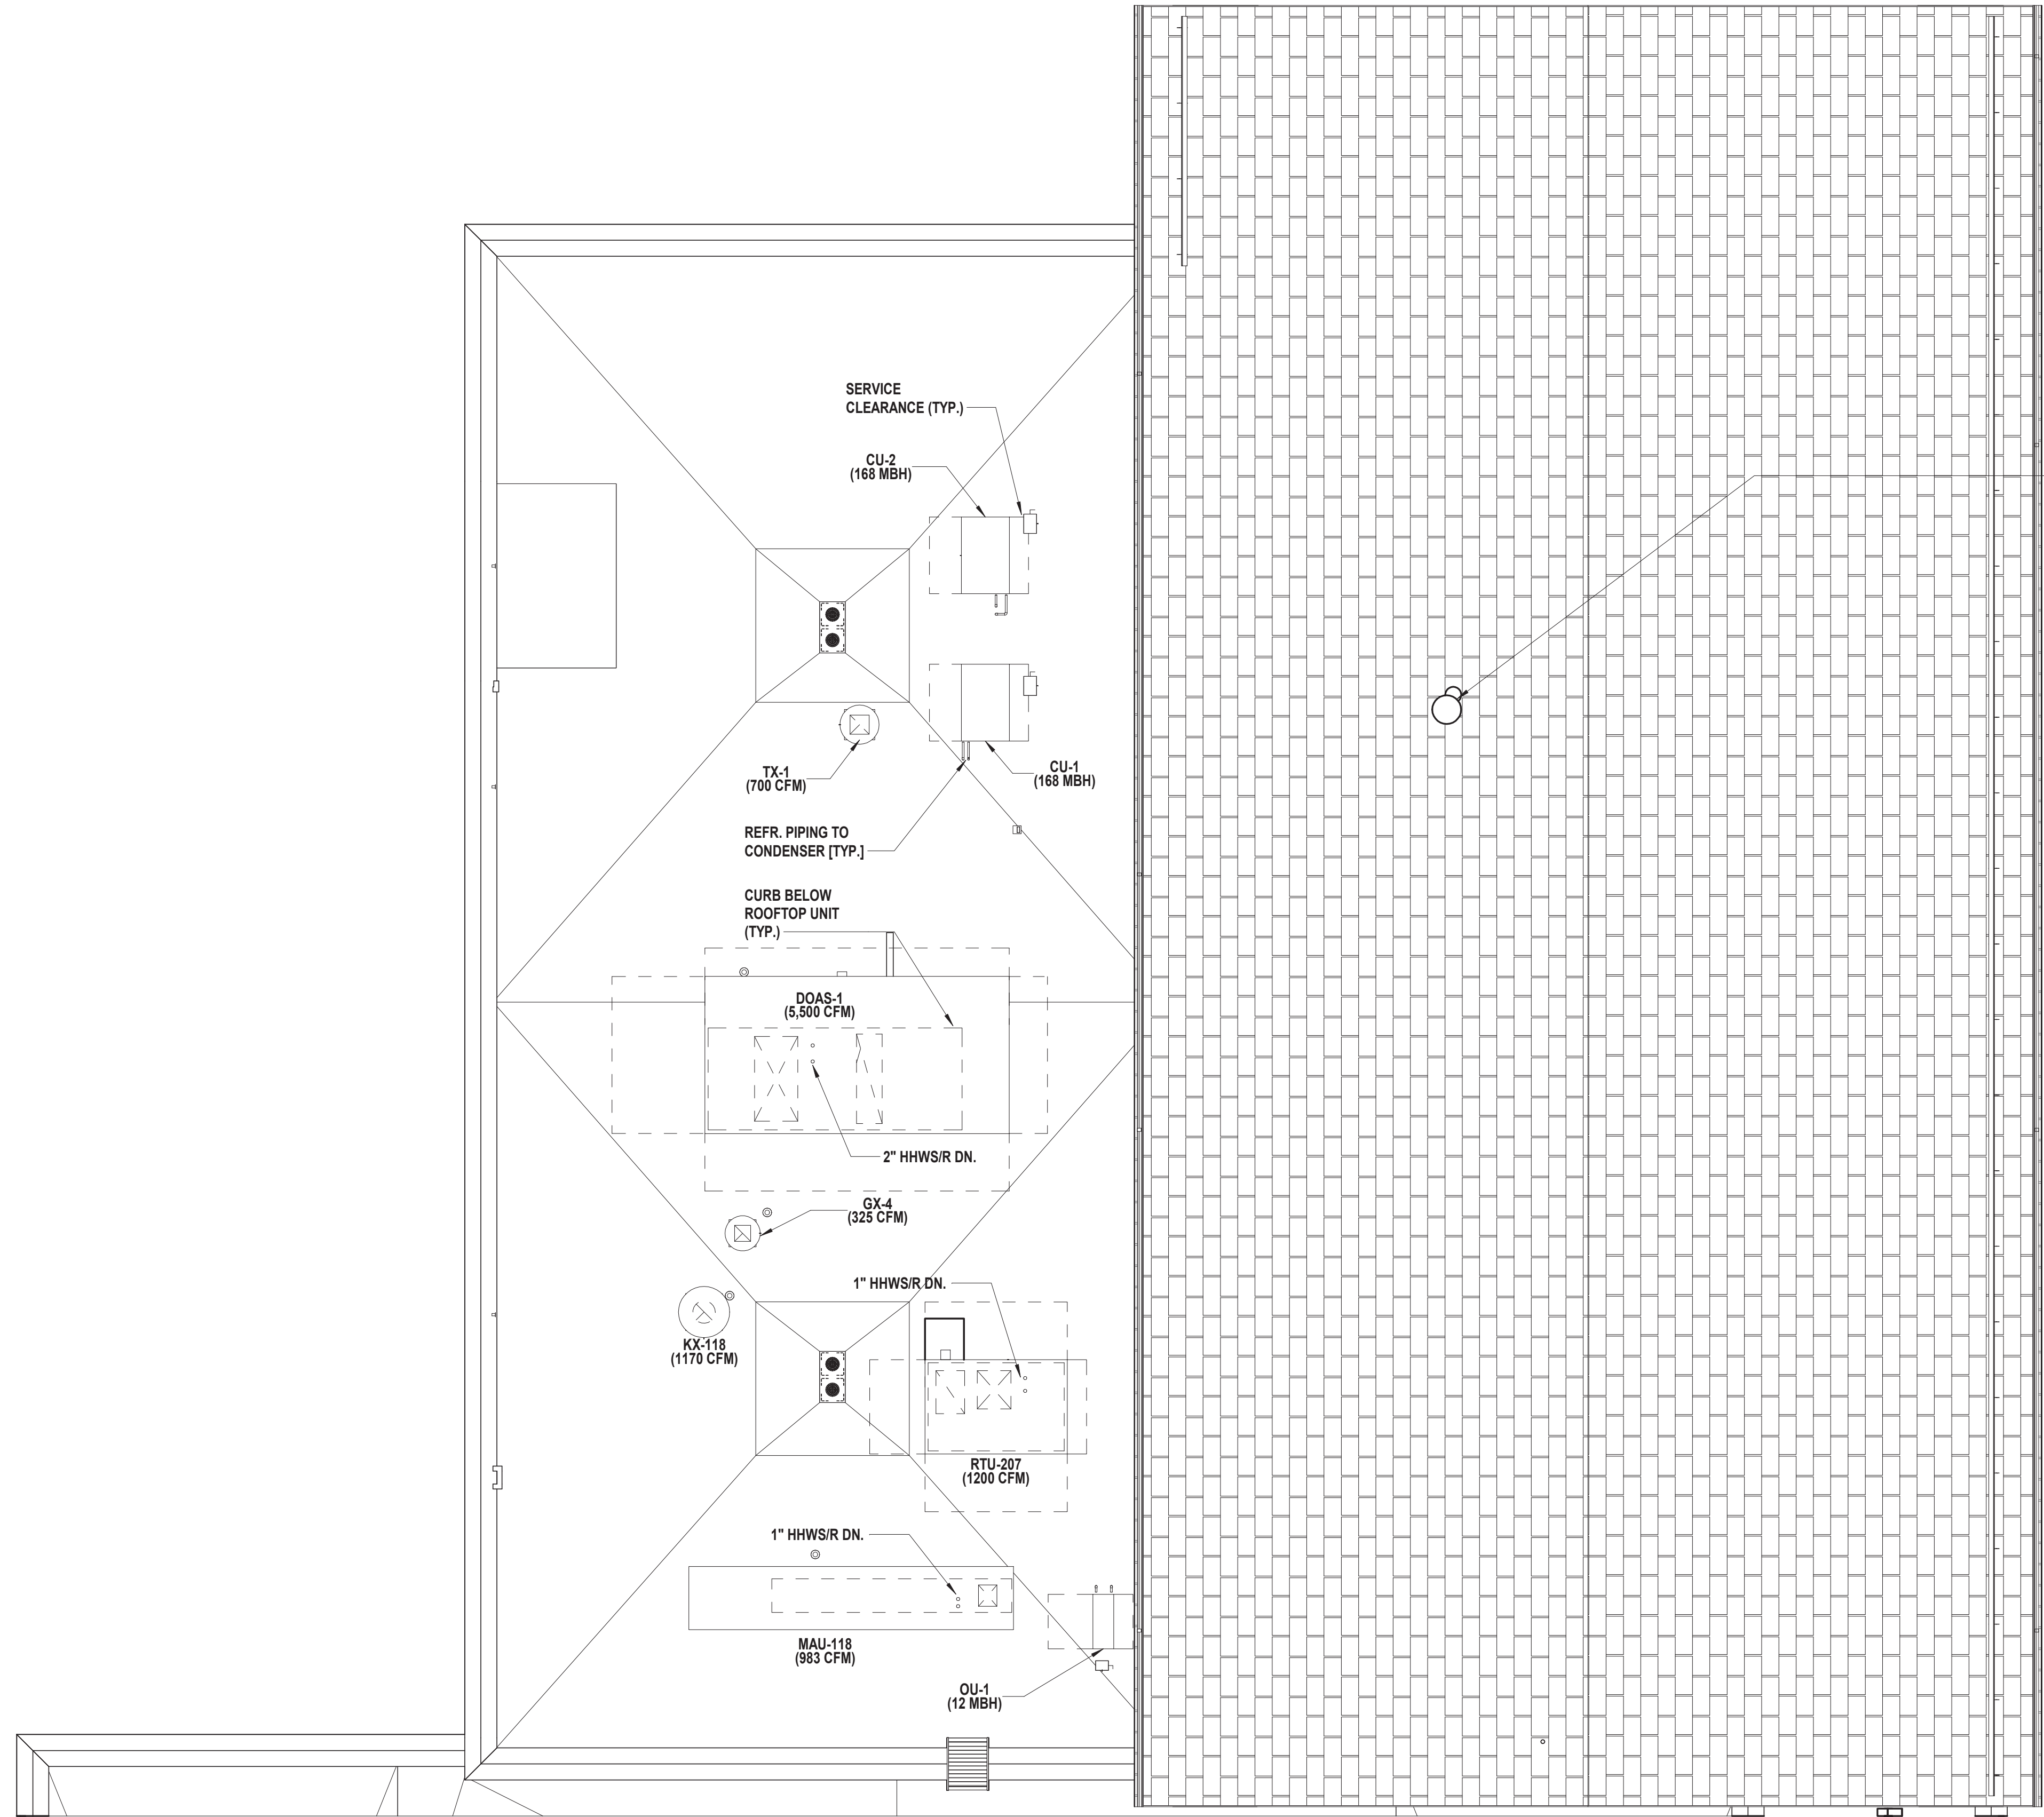 SERVICE
CLEARANCE (TYP.)
CU-2
(168 MBH)
TX-1
(700 CFM)
CU-1
(168 MBH)
REFR. PIPING TO
CONDENSER [TYP.]
CURB BELOW
ROOFTOP UNIT
(TYP.)
DOAS-1
(5,500 CFM)
2" HHWS/R DN.
GX-4
(325 CFM)
1" HHWS/R DN.
KX-118
(1170 CFM)
RTU-207
(1200 CFM)
1" HHWS/R DN.
MAU-118
(983 CFM)
OU-1
(12 MBH)